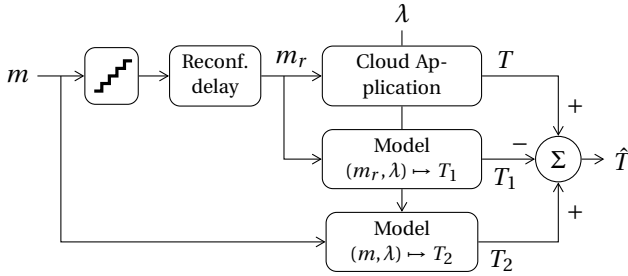 λ
m
Reconf.
delay
m_r
Cloud Ap-
plication
T
+
Model
(m_r, λ) ↦ T_1
−
T_1
Σ
T̂
Model
(m, λ) ↦ T_2
+
T_2